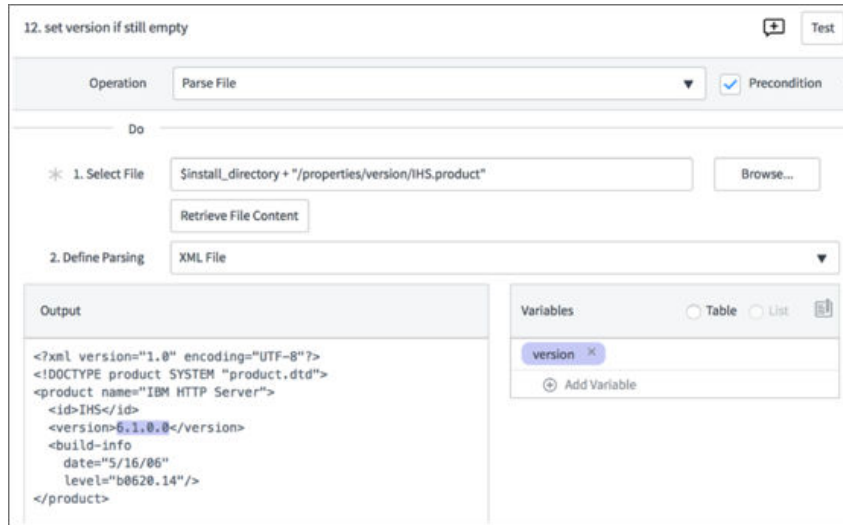 12. set version if still empty
Test
Operation
Parse File
Precondition
Do
1. Select File
$install_directory + "/properties/version/IHS.product"
Browse...
Retrieve File Content
2. Define Parsing
XML File
Output
<?xml version="1.0" encoding="UTF-8"?>
<!DOCTYPE product SYSTEM "product.dtd">
<product name="IBM HTTP Server">
<id>IHS</id>
<version>6.1.0.0</version>
<build-info
date="5/16/06"
level="b0620.14"/>
</product>
Variables
Table
List
version ×
Add Variable